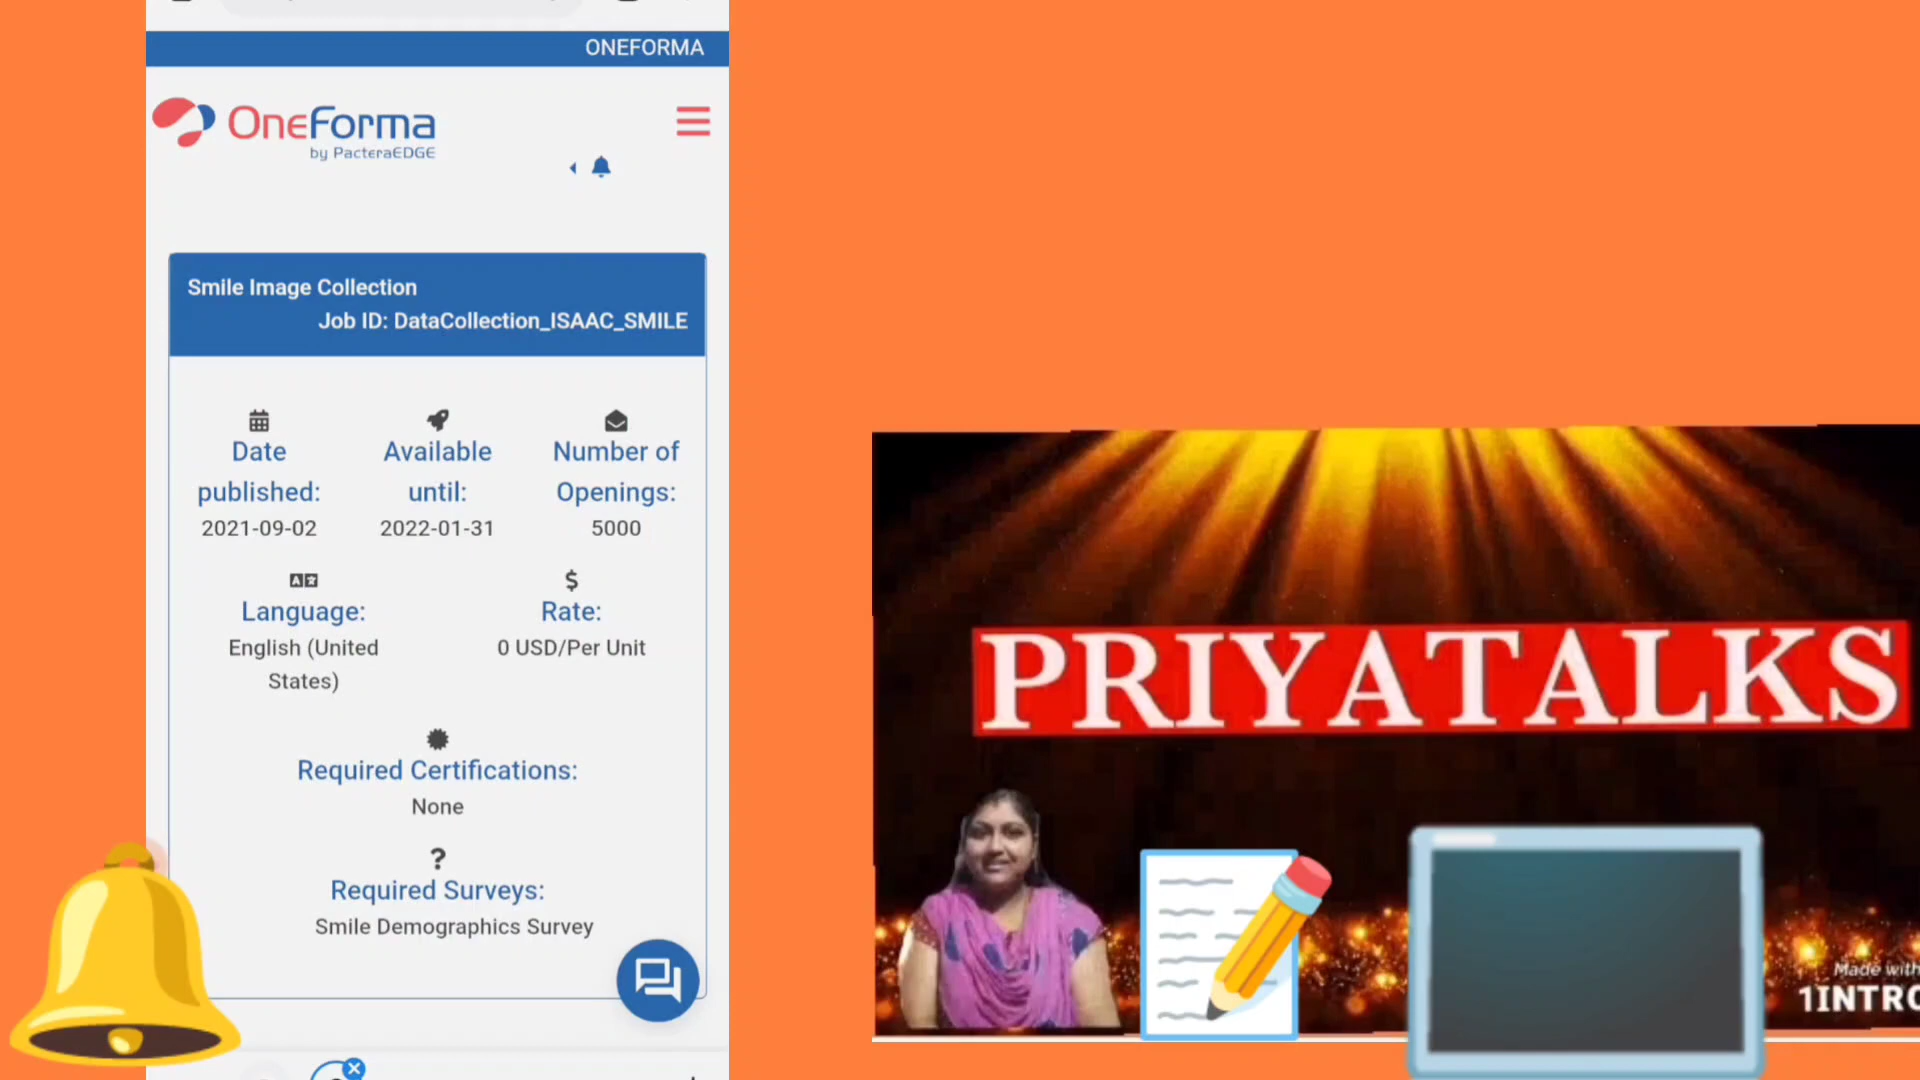 ONEFORMA
OneForma
by PacteraEDGE
Smile Image Collection
Job ID: DataCollection_ISAAC_SMILE
Date published:
2021-09-02
Available until:
2022-01-31
Number of Openings:
5000
Language:
English (United
States)
$
Rate:
0 USD/Per Unit
Required Certifications:
None
?
Required Surveys:
Smile Demographics Survey
PRIYATALKS
Made with
1INTRO